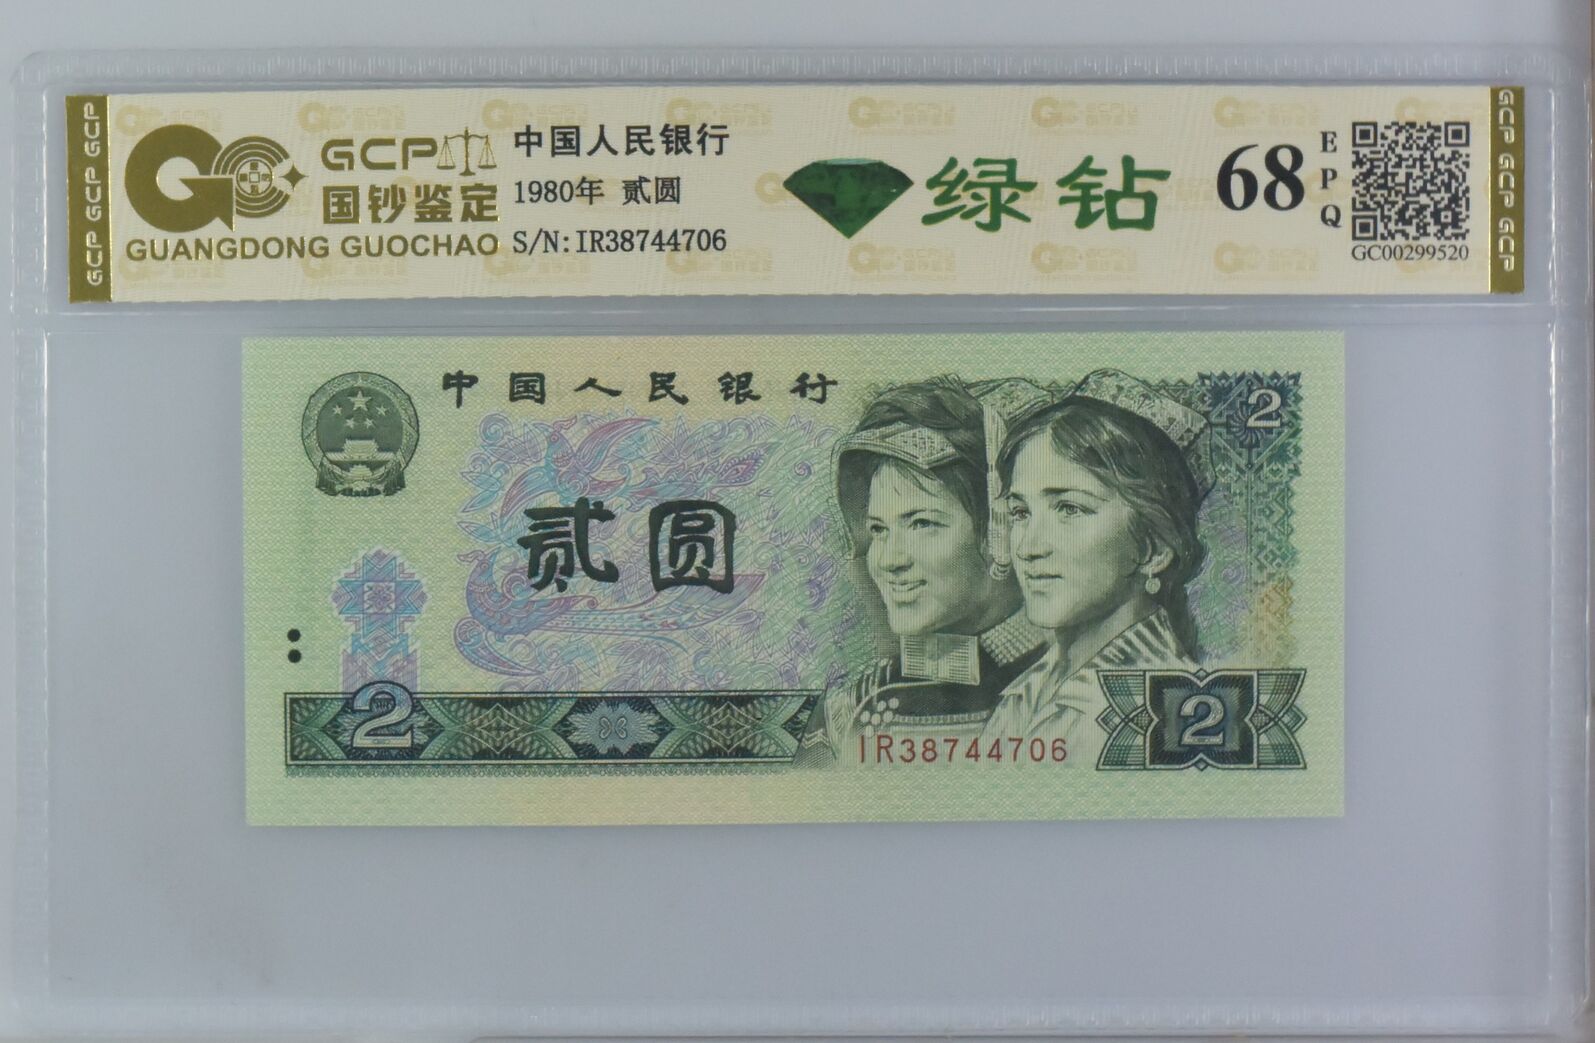 GCP GCP GCP
GCP
国钞鉴定
GUANGDONG GUOCHAO
中国人民银行
1980年 贰圆
S/N:IR38744706
绿钻
68
EPQ
GC00299520
GCP GCP GCP
中国人民银行
2
贰圆
2
IR38744706
2